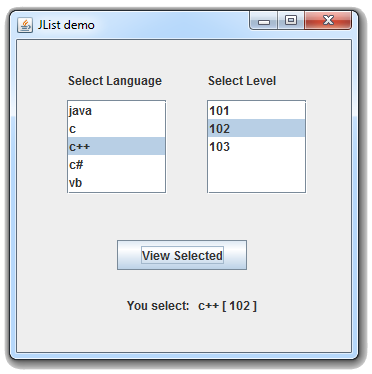 JList demo
Select Language
Select Level
java
c
c++
c#
vb
101
102
103
View Selected
You select: c++ [ 102 ]